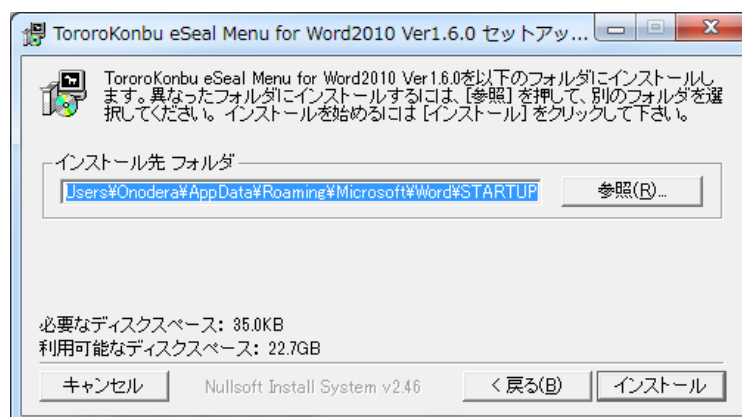 TororoKonbu eSeal Menu for Word2010 Ver1.6.0 セットアッ...
TororoKonbu eSeal Menu for Word2010 Ver1.6.0を以下のフォルダにインストールし
ます。異なったフォルダにインストールするには、[参照] を押して、別のフォルダを選
択してください。インストールを始めるには [インストール] をクリックして下さい。
インストール先 フォルダ
Users¥Onodera¥AppData¥Roaming¥Microsoft¥Word¥STARTUP
参照(R)...
必要なディスクスペース: 35.0KB
利用可能なディスクスペース: 22.7GB
キャンセル
Nullsoft Install System v2.46
< 戻る(B)
インストール